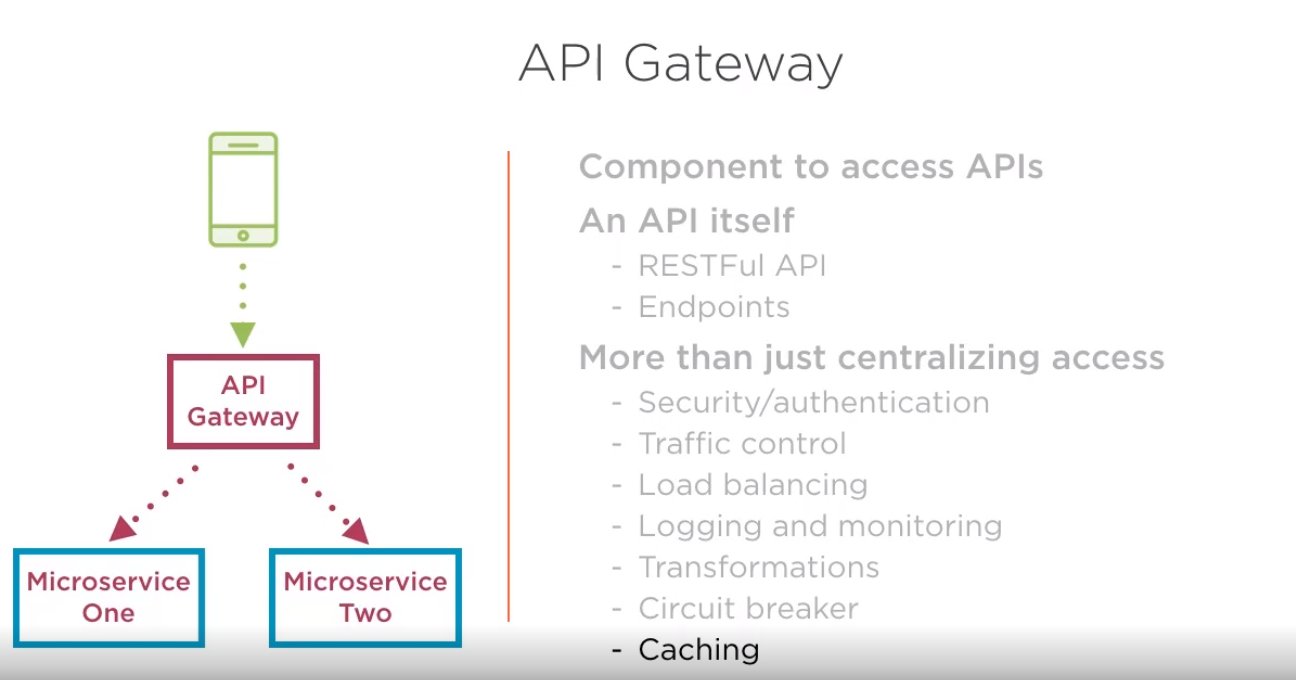 API Gateway
API
Gateway
Microservice
One
Microservice
Two
Component to access APIs
An API itself
- RESTFul API
- Endpoints
More than just centralizing access
- Security/authentication
- Traffic control
- Load balancing
- Logging and monitoring
- Transformations
- Circuit breaker
- Caching